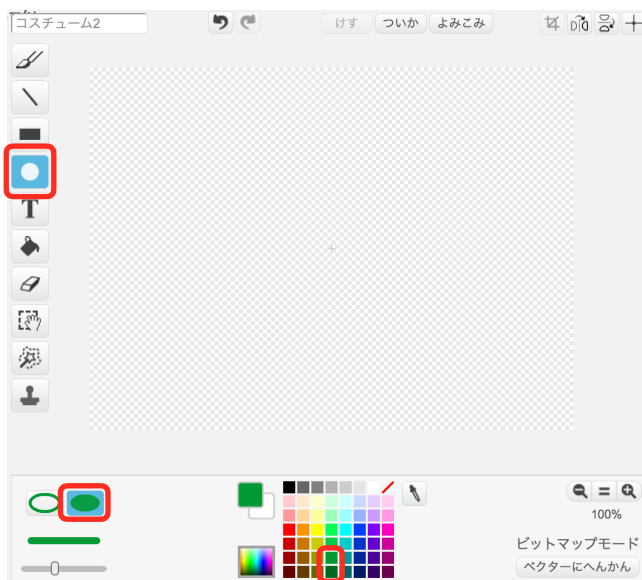 コスチューム2
けす ついか よみこみ
T
100%
ビットマップモード
ベクターにへんかん